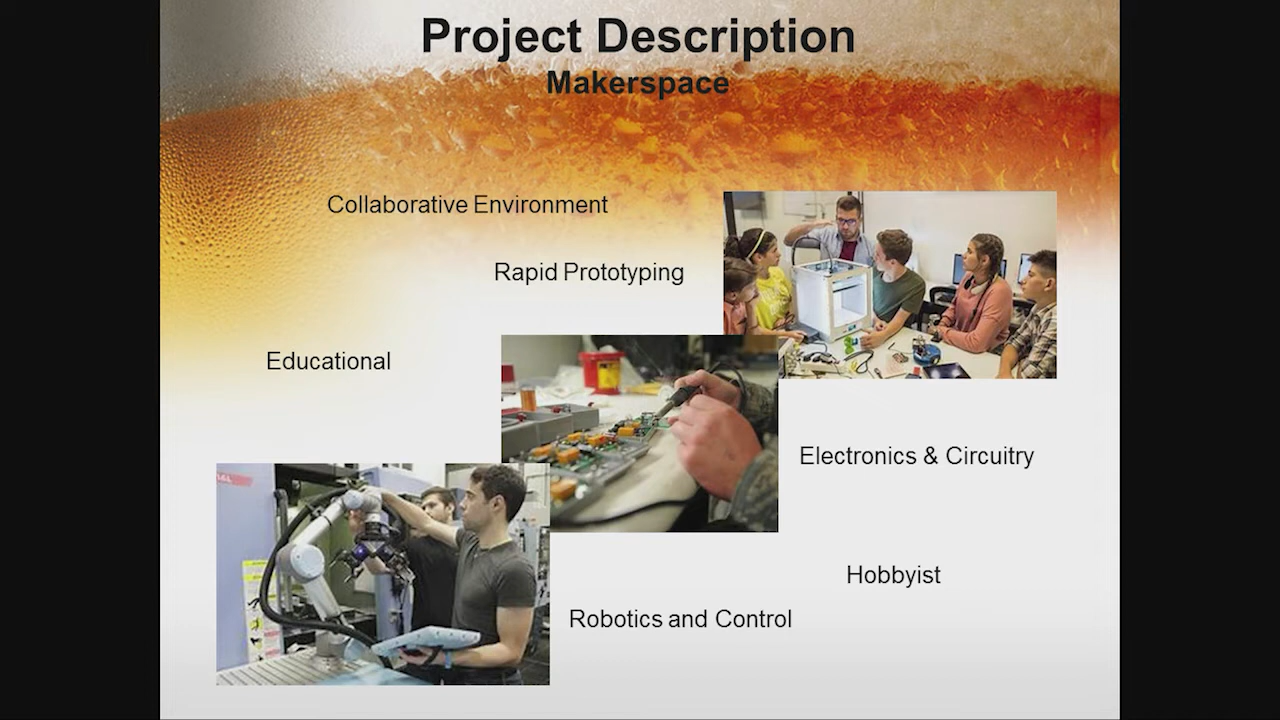 Project Description
Makerspace
Collaborative Environment
Rapid Prototyping
Educational
Electronics & Circuitry
Hobbyist
Robotics and Control